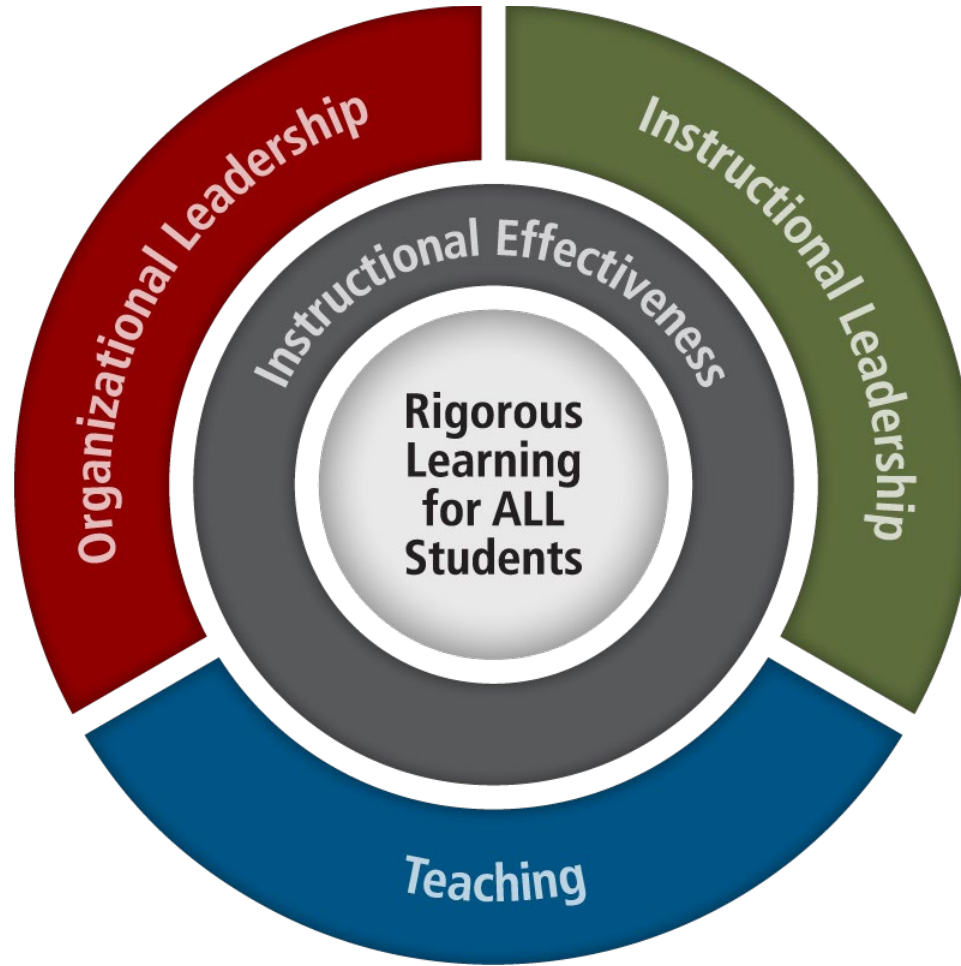 Organizational Leadership
Instructional Leadership
Instructional Effectiveness
Rigorous
Learning
for ALL
Students
Teaching